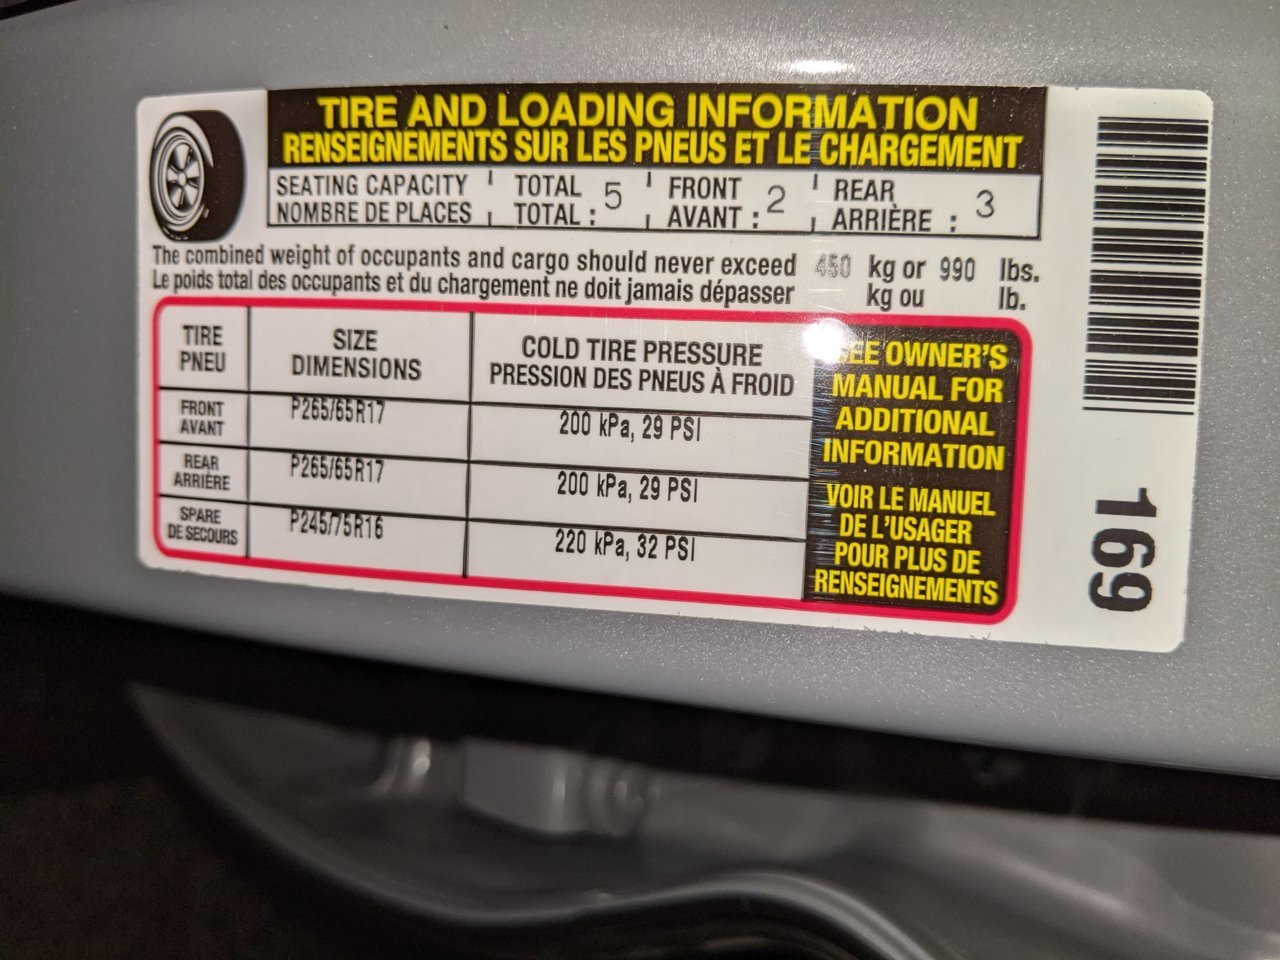 TIRE AND LOADING INFORMATION
RENSEIGNEMENTS SUR LES PNEUS ET LE CHARGEMENT
SEATING CAPACITY TOTAL FRONT REAR
NOMBRE DE PLACES TOTAL : 5 AVANT : 2 ARRIÈRE : 3
The combined weight of occupants and cargo should never exceed 450 kg or 990 lbs.
Le poids total des occupants et du chargement ne doit jamais dépasser kg ou lb.
TIRE SIZE COLD TIRE PRESSURE
PNEU DIMENSIONS PRESSION DES PNEUS À FROID
FRONT
AVANT P265/65R17 200 kPa, 29 PSI
REAR
ARRIÈRE P265/65R17 200 kPa, 29 PSI
SPARE
DE SECOURS P245/75R16 220 kPa, 32 PSI
SEE OWNER'S
MANUAL FOR
ADDITIONAL
INFORMATION
VOIR LE MANUEL
DE L'USAGER
POUR PLUS DE
RENSEIGNEMENTS
169